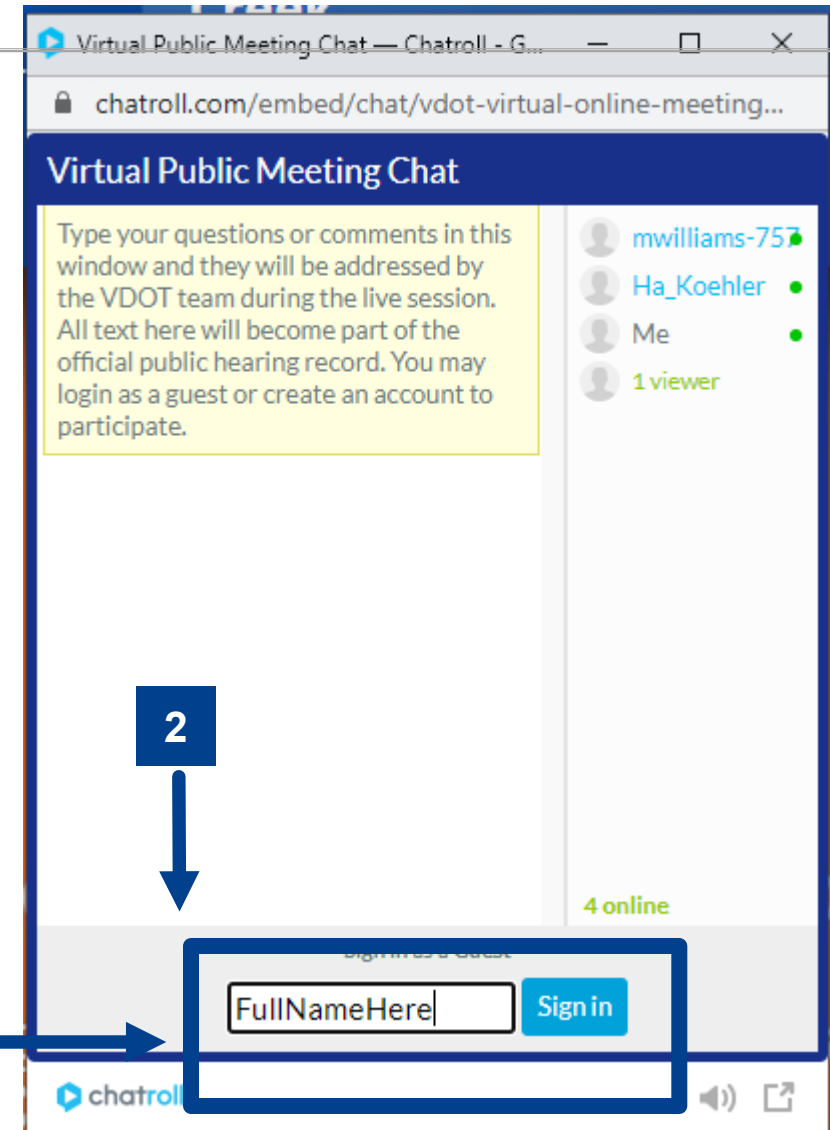 Virtual Public Meeting Chat — Chatroll - G...
chatroll.com/embed/chat/vdot-virtual-online-meeting...
Virtual Public Meeting Chat
Type your questions or comments in this
window and they will be addressed by
the VDOT team during the live session.
All text here will become part of the
official public hearing record. You may
login as a guest or create an account to
participate.
mwilliams-757
Ha_Koehler
Me
1 viewer
2
4 online
Sign in as a Guest
FullNameHere
Sign in
chatroll